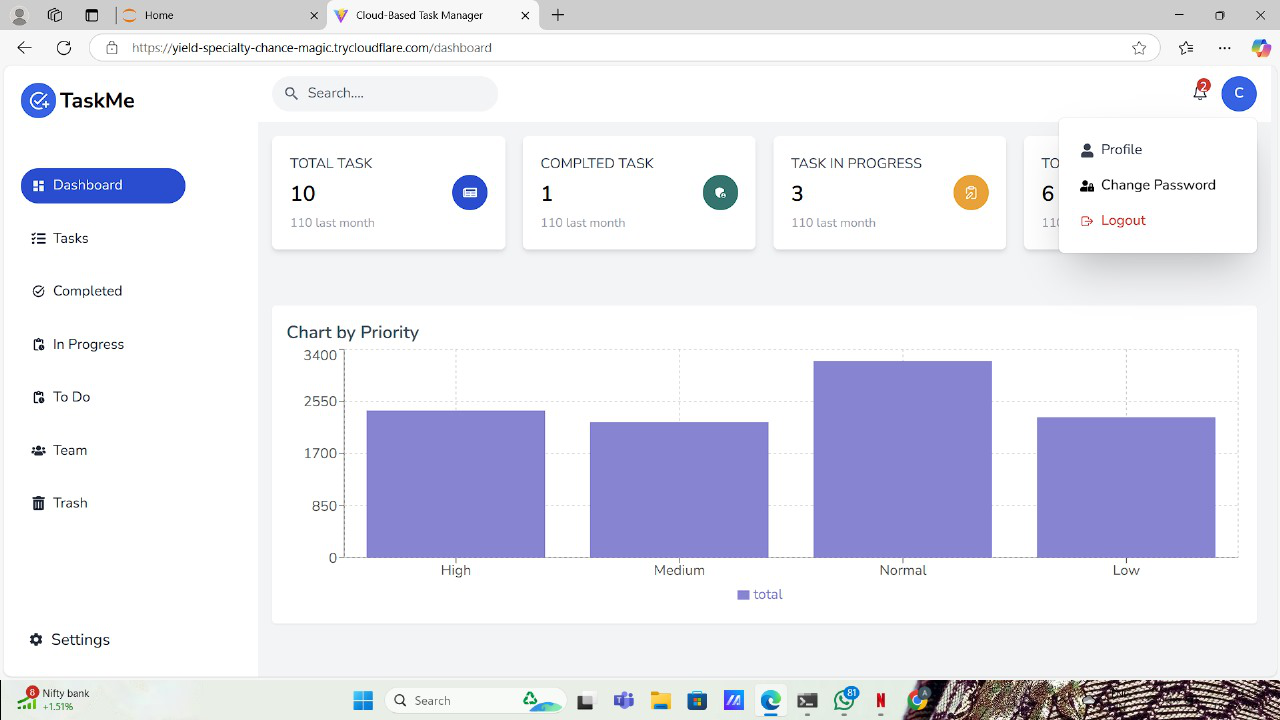 Home
Cloud-Based Task Manager
https://yield-specialty-chance-magic.trycloudflare.com/dashboard
TaskMe
Search....
2
C
Profile
Change Password
Logout
Dashboard
Tasks
Completed
In Progress
To Do
Team
Trash
Settings
TOTAL TASK
10
110 last month
COMPLTED TASK
1
110 last month
TASK IN PROGRESS
3
110 last month
TO
6
11
Chart by Priority
3400
2550
1700
850
0
High Medium Normal Low
total
8
Nifty bank
+1.51%
Search
81
N
A